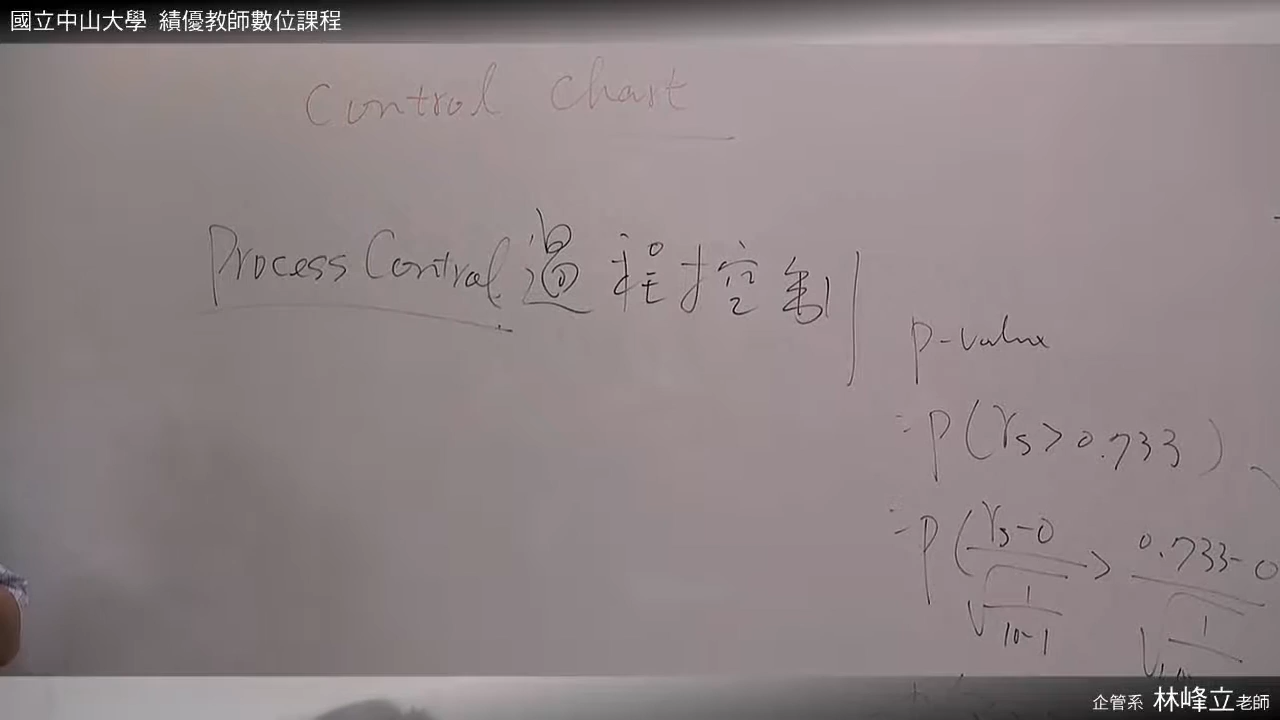 國立中山大學 績優教師數位課程
Control Chart
Process Control 過程控制
p-value
= P(rs > 0.733)
= P(rs-0 / √1/10-1 > 0.733-0 / √1
企管系 林峰立老師